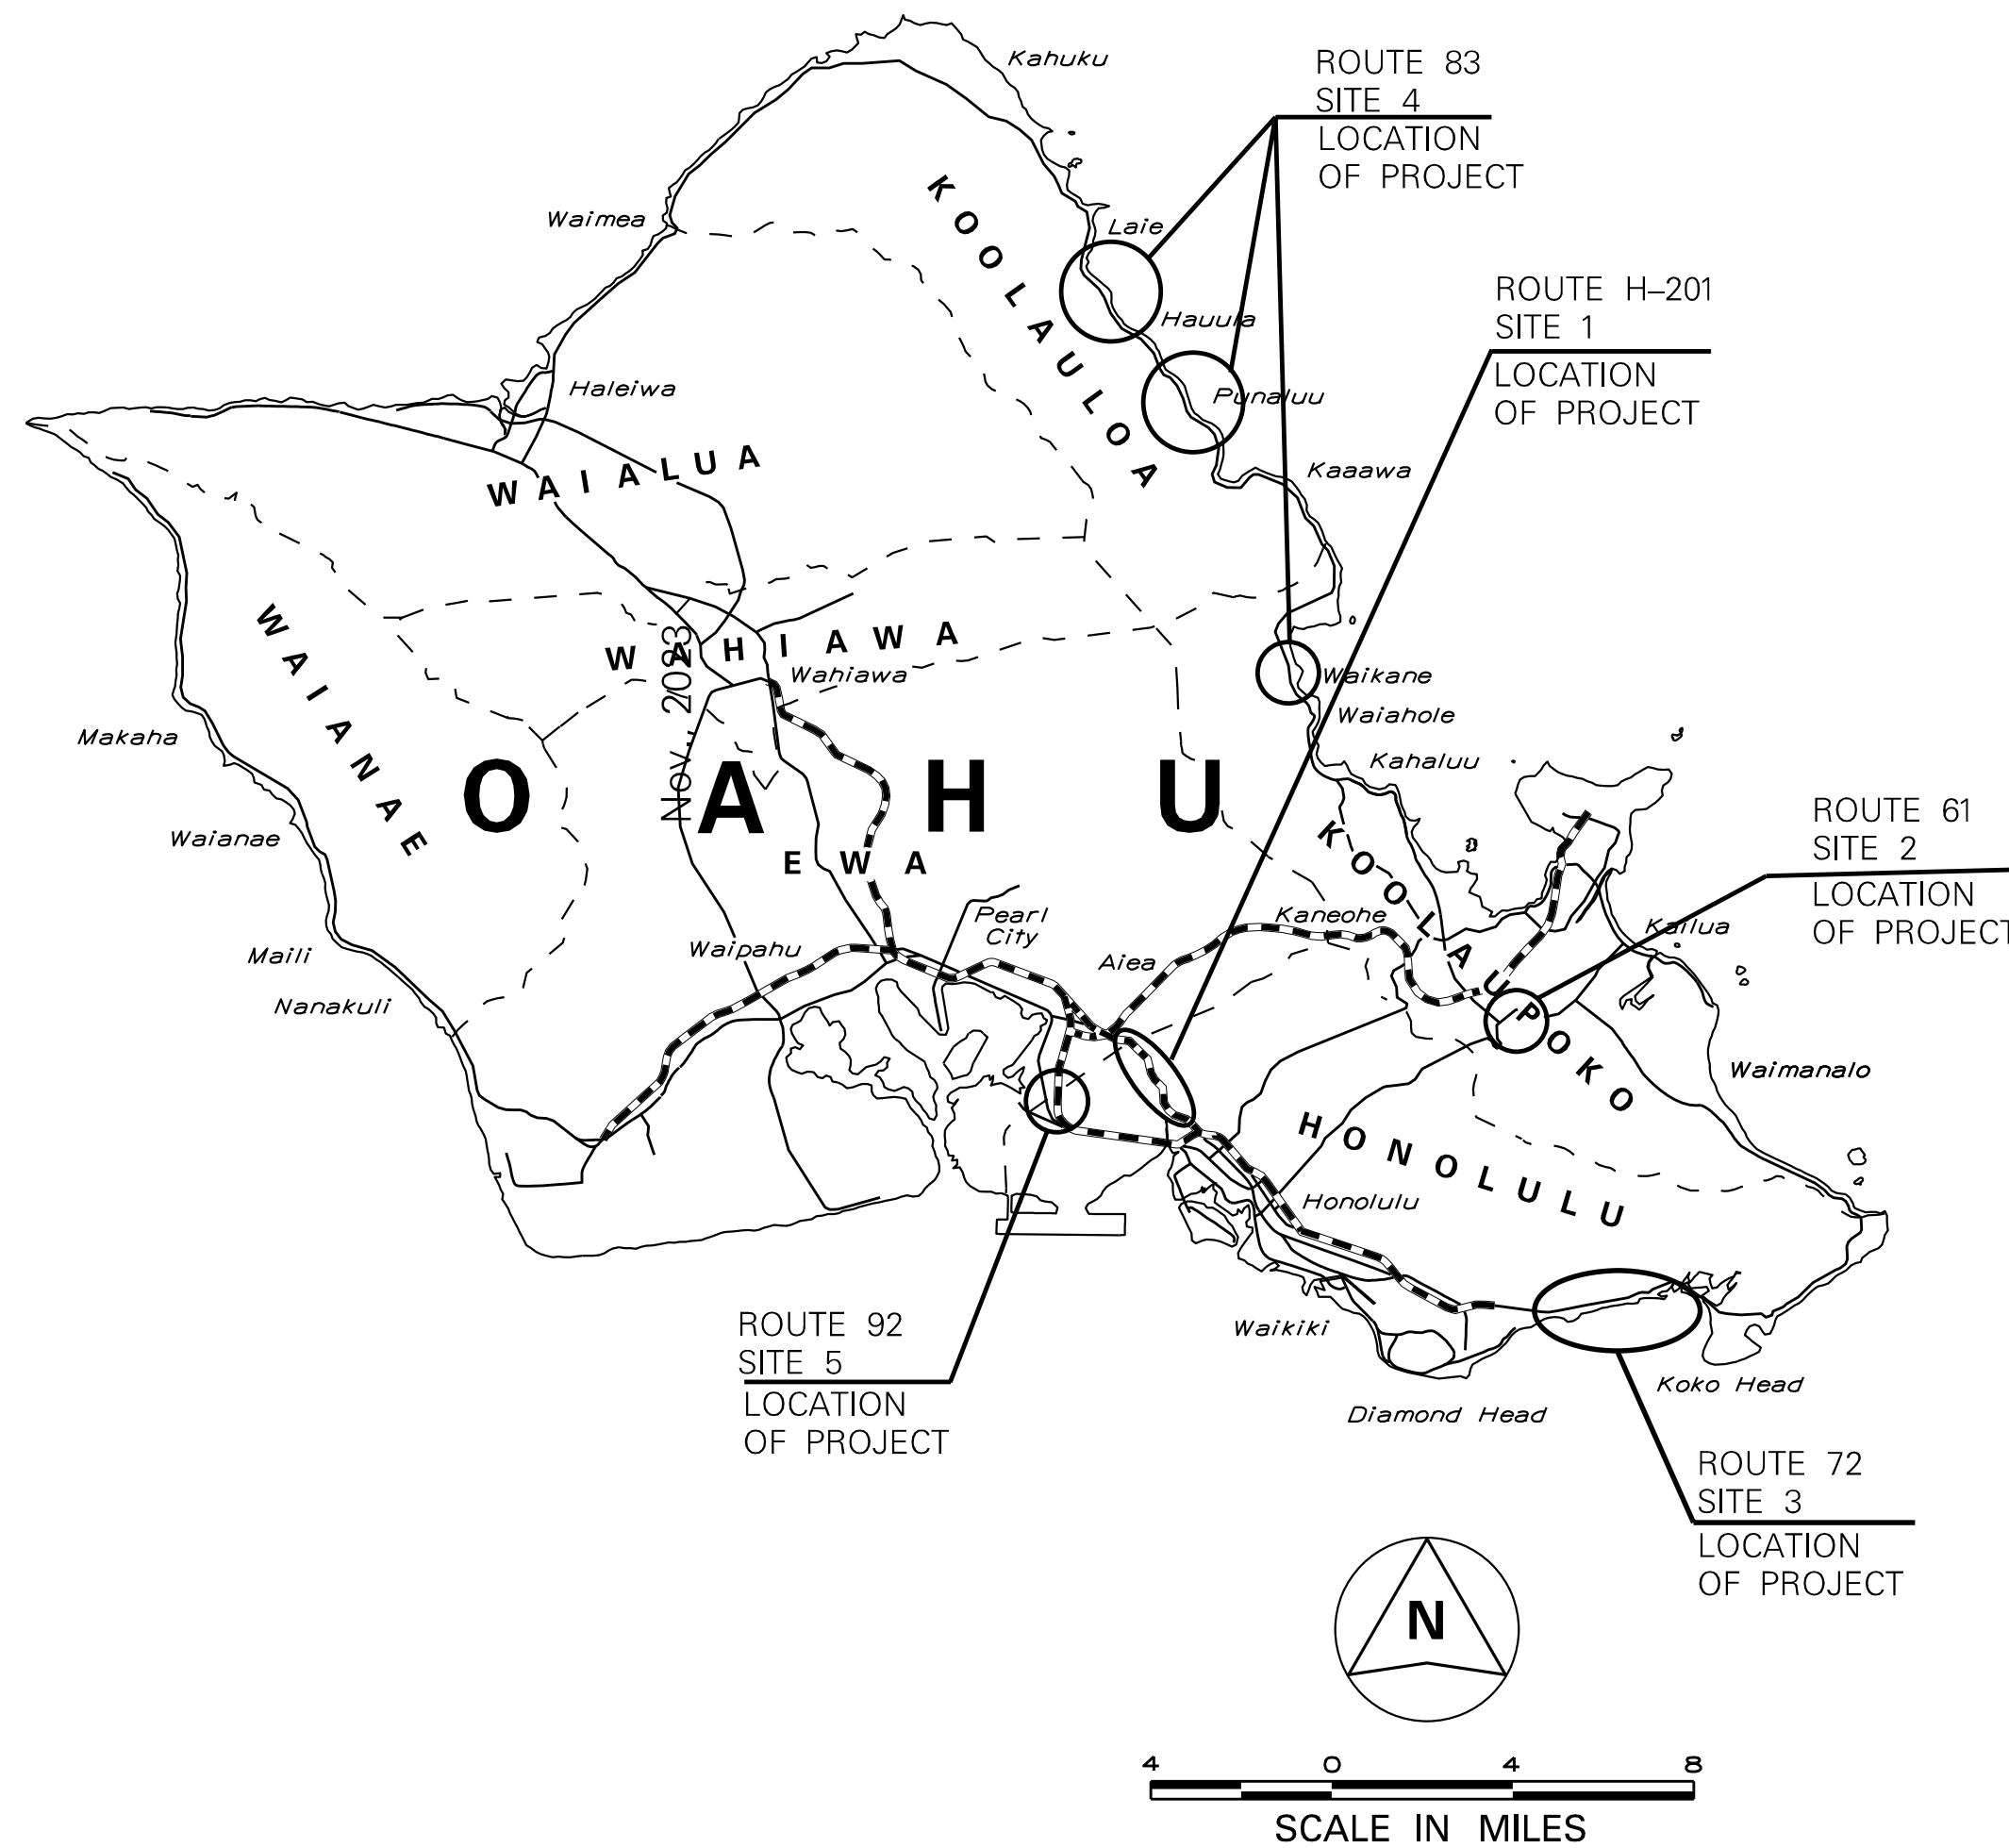 Kahuku
ROUTE 83
SITE 4
LOCATION
OF PROJECT
Waimea
KOOLAULOA
Laie
ROUTE H-201
SITE 1
LOCATION
OF PROJECT
Hauula
Haleiwa
Punaluu
WAIALUA
Kaaawa
WAIANAE
WAHIAWA
Wahiawa
Nov., 2023
Waikane
Waiahole
Makaha
Kahaluu
OAHU
ROUTE 61
SITE 2
LOCATION
OF PROJECT
Waianae
EWA
KOOLAUPOKO
Pearl
City
Kaneohe
Kailua
Waipahu
Maili
Aiea
Nanakuli
Waimanalo
HONOLULU
Honolulu
ROUTE 92
SITE 5
LOCATION
OF PROJECT
Waikiki
Koko Head
Diamond Head
ROUTE 72
SITE 3
LOCATION
OF PROJECT
N
4 0 4 8
SCALE IN MILES